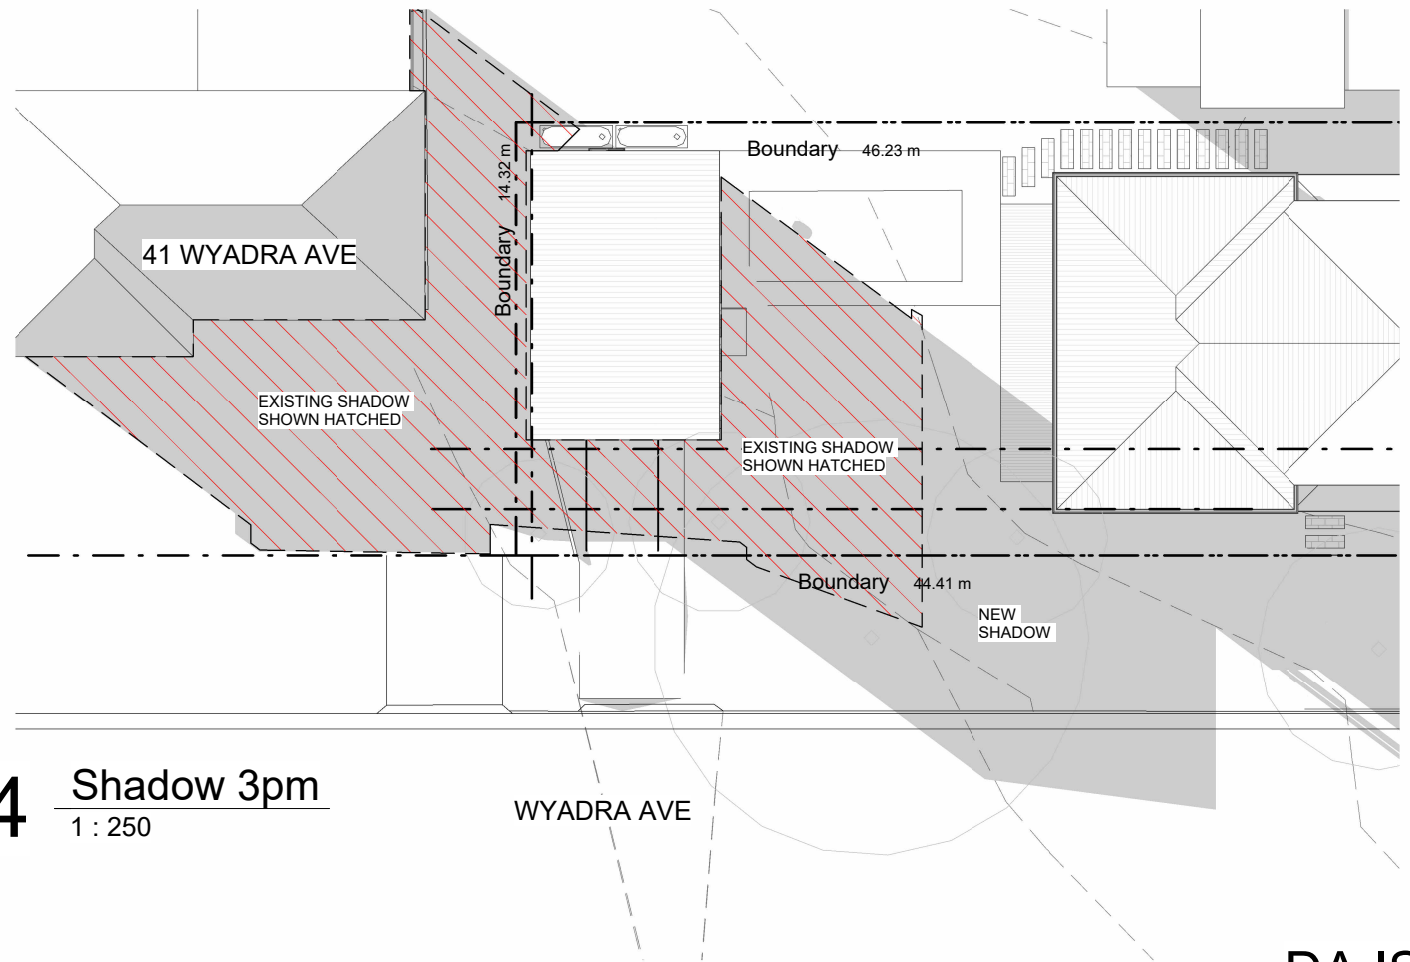 Boundary 46.23 m
Boundary 14.32 m
41 WYADRA AVE
EXISTING SHADOW
SHOWN HATCHED
EXISTING SHADOW
SHOWN HATCHED
Boundary 44.41 m
NEW
SHADOW
4 Shadow 3pm
1 : 250
WYADRA AVE